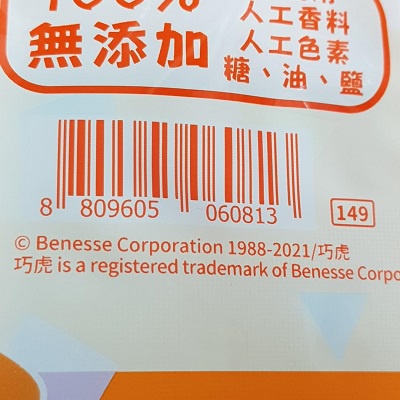 100%
無添加
人工香料
人工色素
糖、油、鹽
8 809605 060813
149
© Benesse Corporation 1988-2021/巧虎
巧虎 is a registered trademark of Benesse Corpo